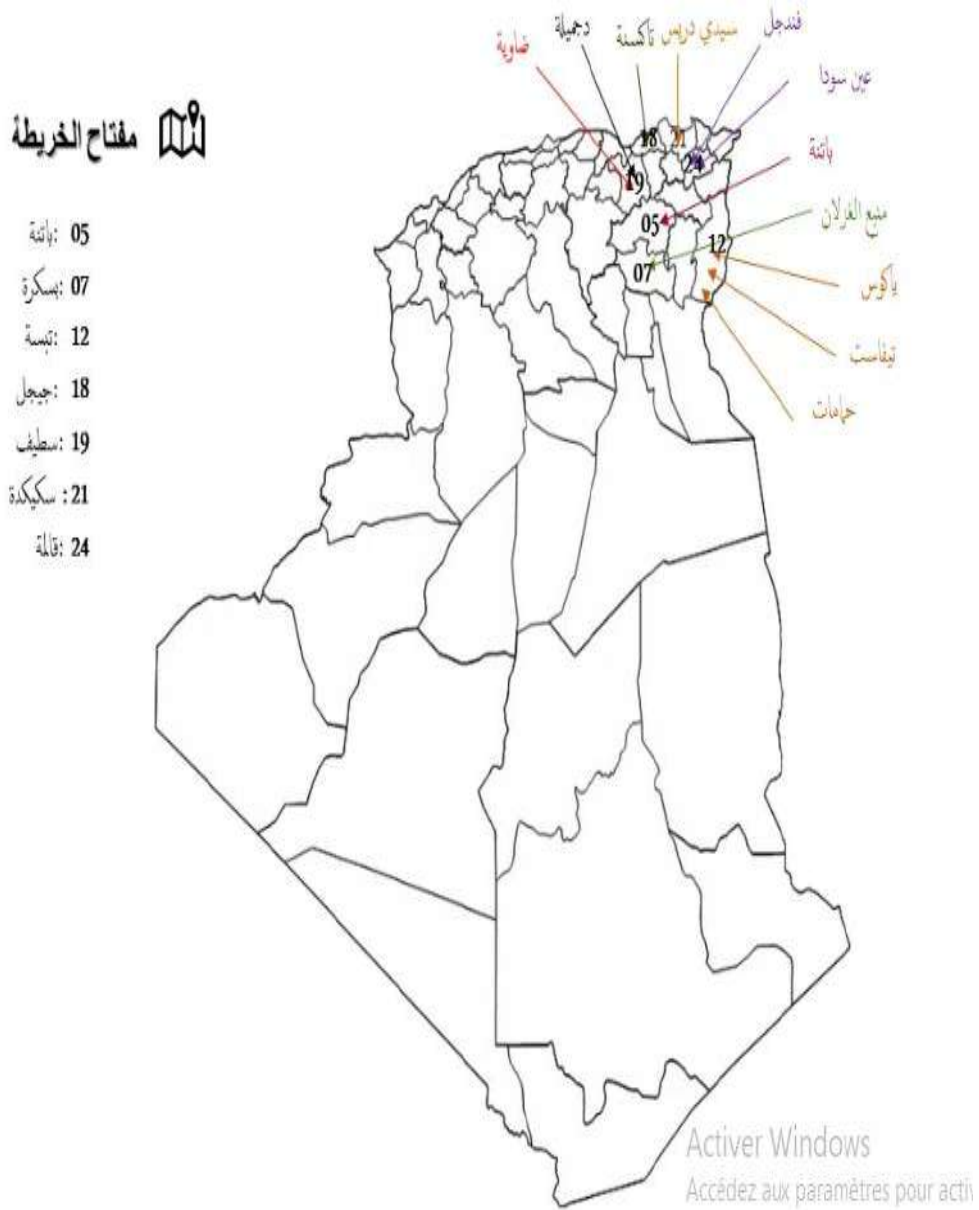 فندجل
سيدي دريس
تاكسنة
دجميلة
ضاوية
عين سودا
مفتاح الخريطة
18
21
24
19
باتنة
05
منبع الغزلان
12
07
ياكوس
تيفاست
حمامات
05 :باتنة
07 :بسكرة
12 :تبسة
18 :جيجل
19 :سطيف
21 : سكيكدة
24 :قالمة
Activer Windows
Accédez aux paramètres pour activ